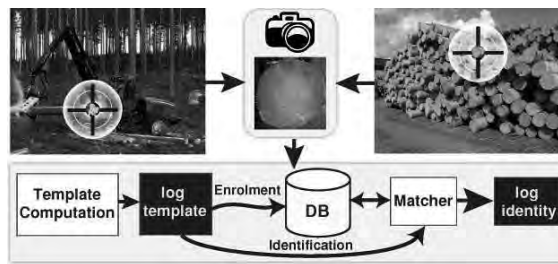 Template
Computation
log
template
Enrolment
DB
Matcher
log
identity
Identification